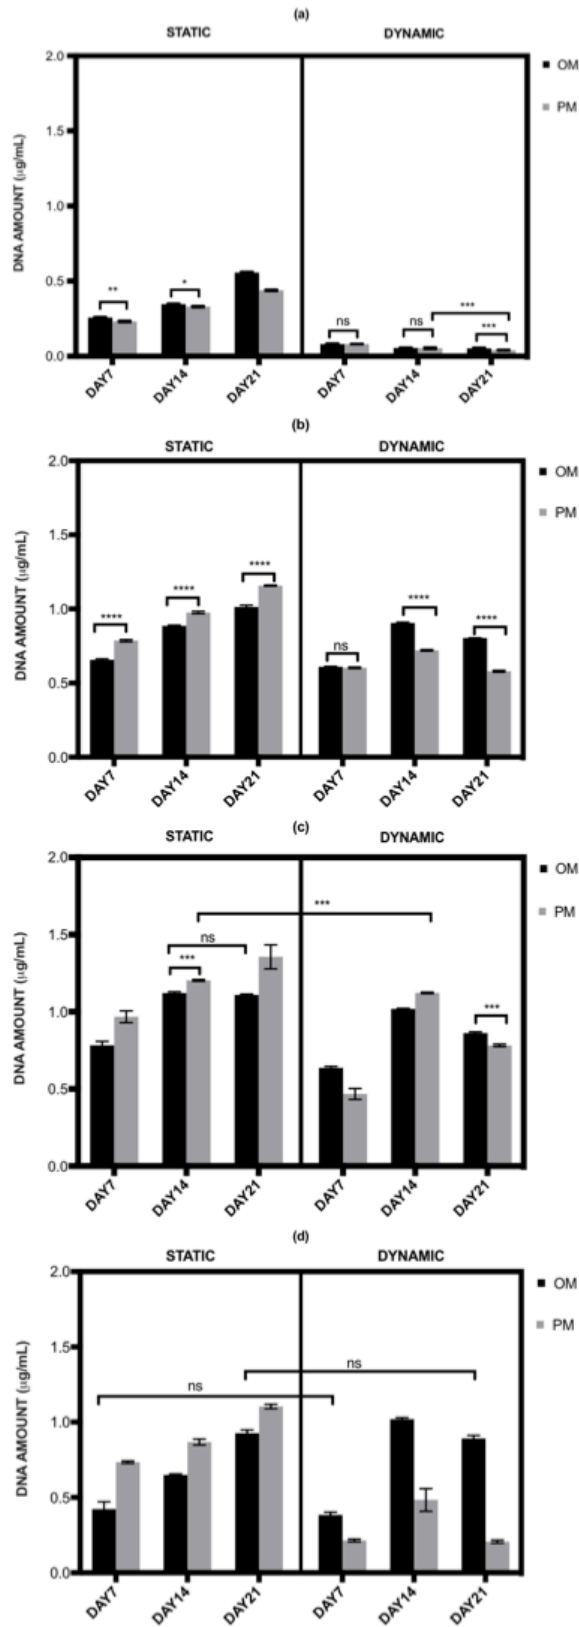 (a)
STATIC DYNAMIC
2.0
1.5
1.0
0.5
0.0
DNA AMOUNT (μg/mL)
** * ns ns *** ***
DAY7 DAY14 DAY21 DAY7 DAY14 DAY21
OM
PM
(b)
STATIC DYNAMIC
2.0
1.5
1.0
0.5
0.0
DNA AMOUNT (μg/mL)
**** **** **** ns **** ****
DAY7 DAY14 DAY21 DAY7 DAY14 DAY21
OM
PM
(c)
STATIC DYNAMIC
2.0
1.5
1.0
0.5
0.0
DNA AMOUNT (μg/mL)
***
ns
*** ***
DAY7 DAY14 DAY21 DAY7 DAY14 DAY21
OM
PM
(d)
STATIC DYNAMIC
2.0
1.5
1.0
0.5
0.0
DNA AMOUNT (μg/mL)
ns
ns
DAY7 DAY14 DAY21 DAY7 DAY14 DAY21
OM
PM